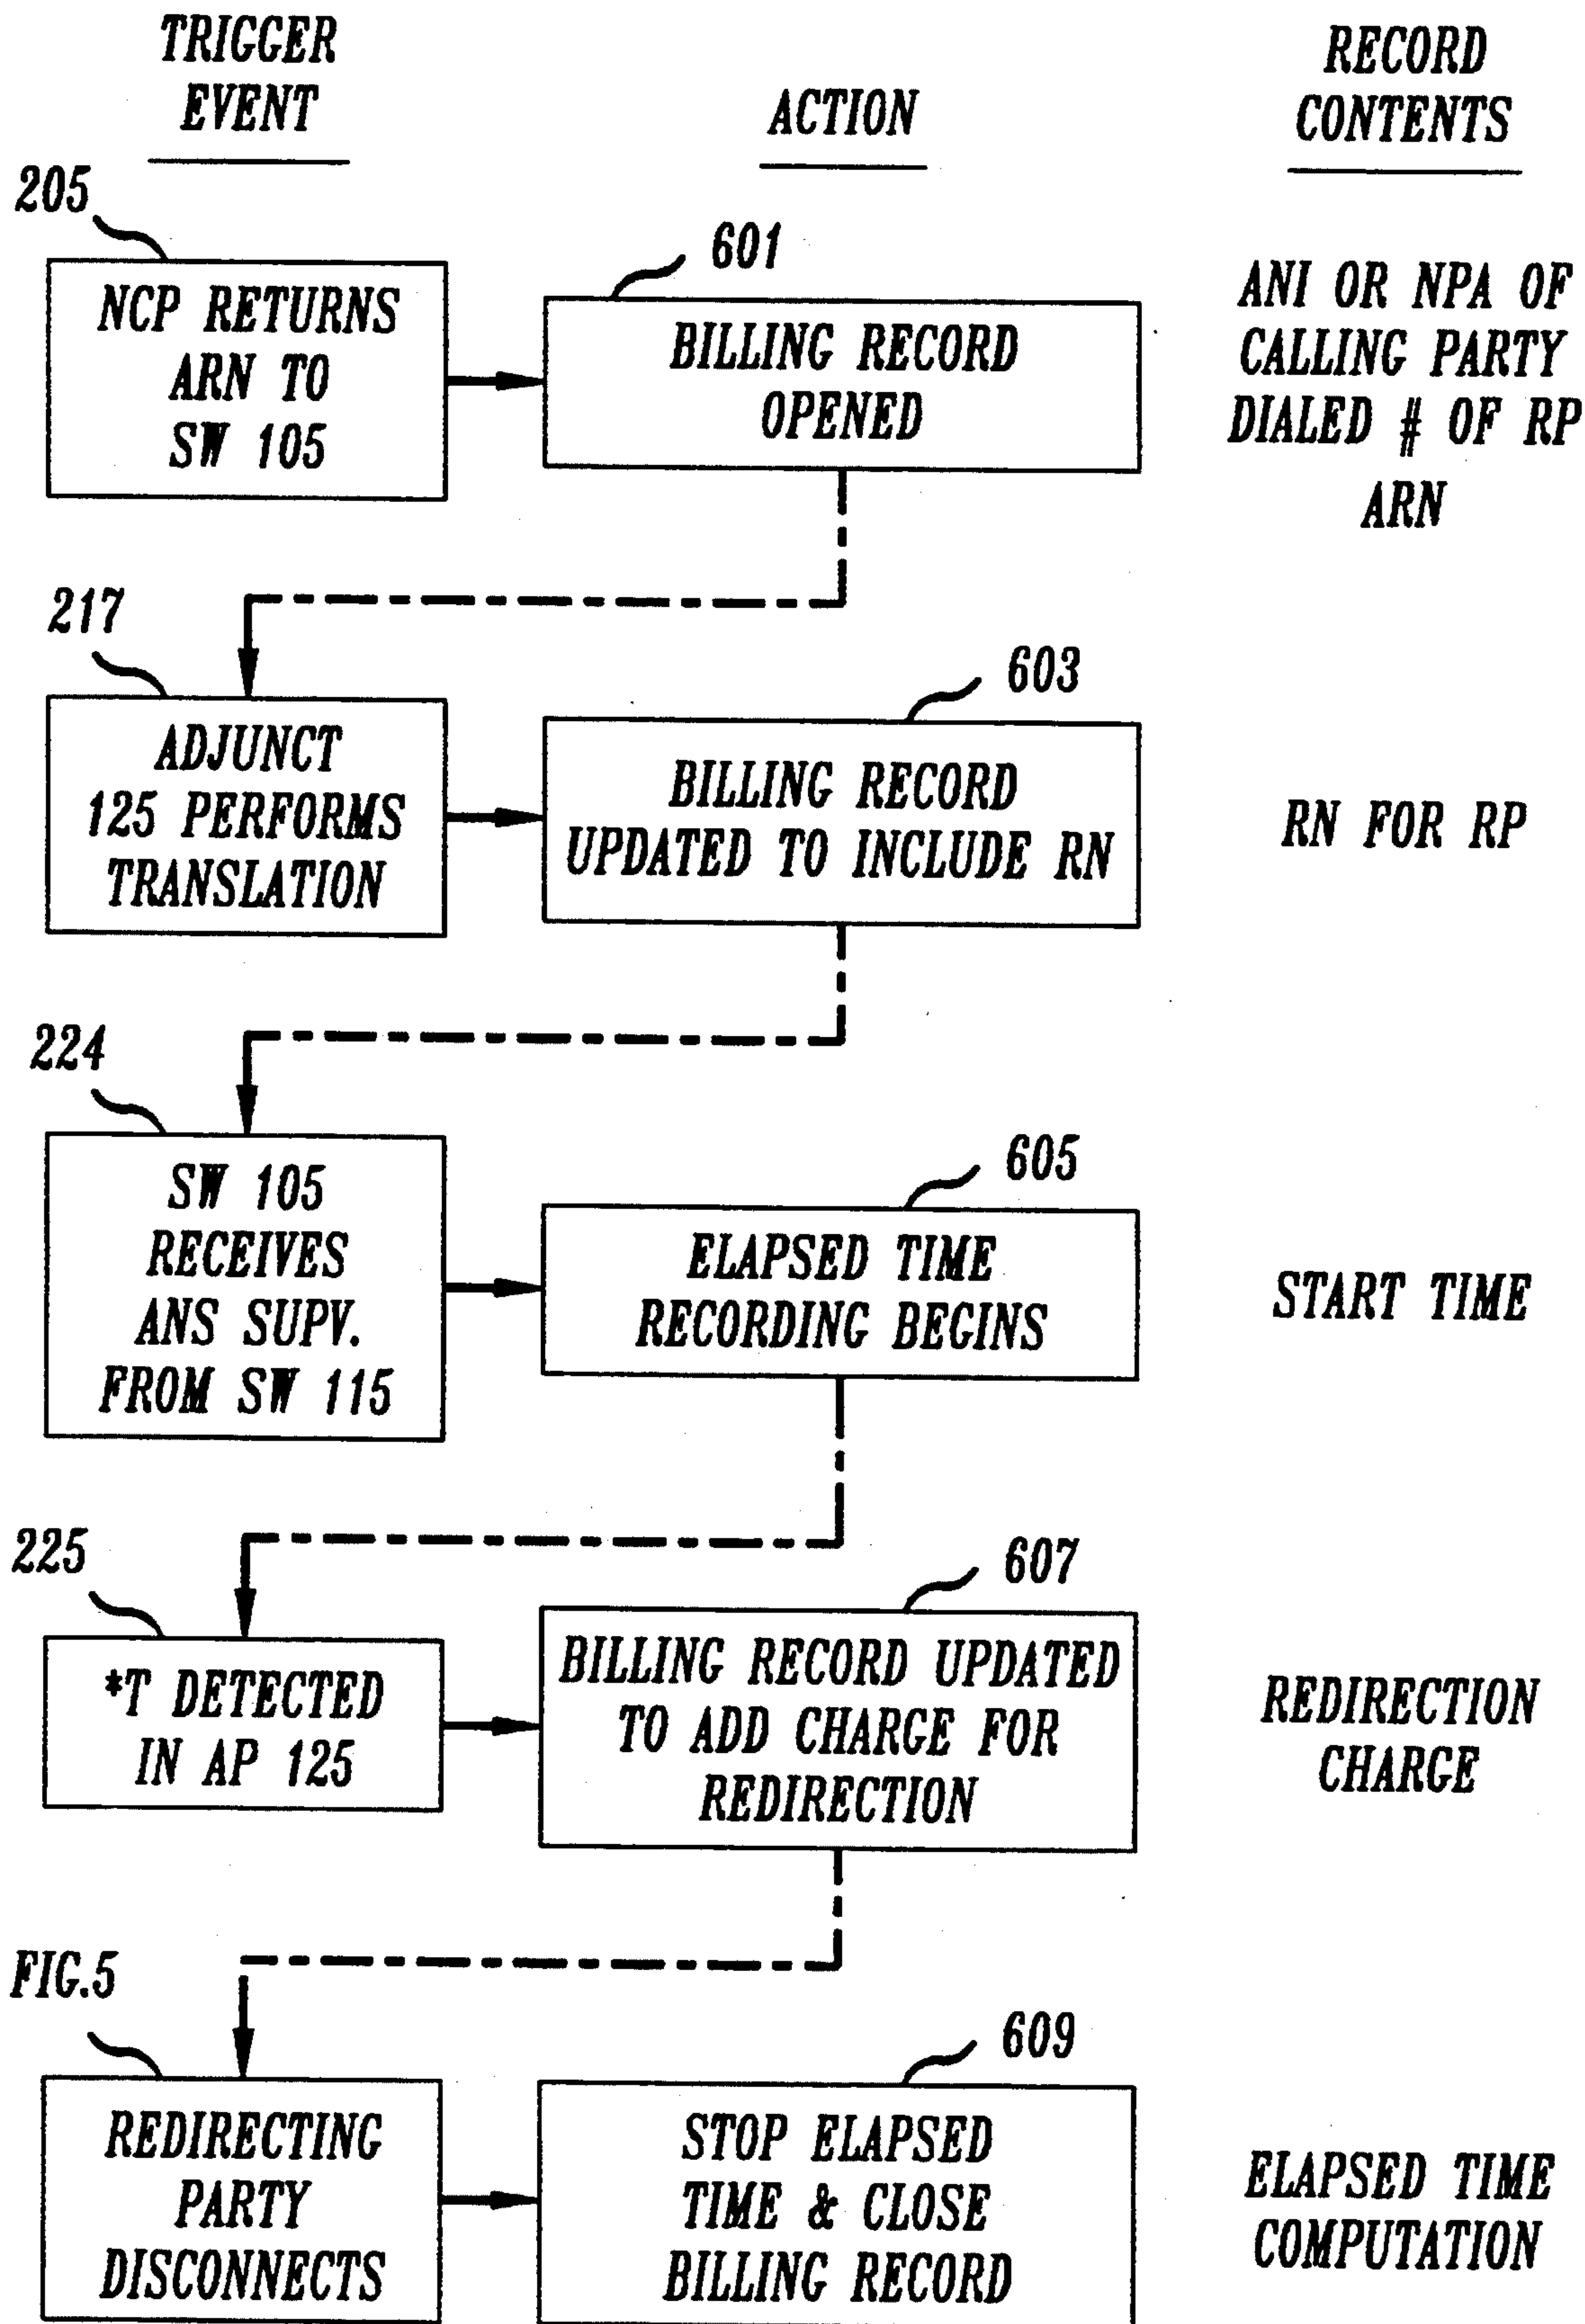 TRIGGER
EVENT
ACTION
RECORD
CONTENTS
205
NCP RETURNS
ARN TO
SW 105
601
BILLING RECORD
OPENED
ANI OR NPA OF
CALLING PARTY
DIALED # OF RP
ARN
217
ADJUNCT
125 PERFORMS
TRANSLATION
603
BILLING RECORD
UPDATED TO INCLUDE RN
RN FOR RP
224
SW 105
RECEIVES
ANS SUPV.
FROM SW 115
605
ELAPSED TIME
RECORDING BEGINS
START TIME
225
*T DETECTED
IN AP 125
607
BILLING RECORD UPDATED
TO ADD CHARGE FOR
REDIRECTION
REDIRECTION
CHARGE
FIG.5
REDIRECTING
PARTY
DISCONNECTS
609
STOP ELAPSED
TIME & CLOSE
BILLING RECORD
ELAPSED TIME
COMPUTATION